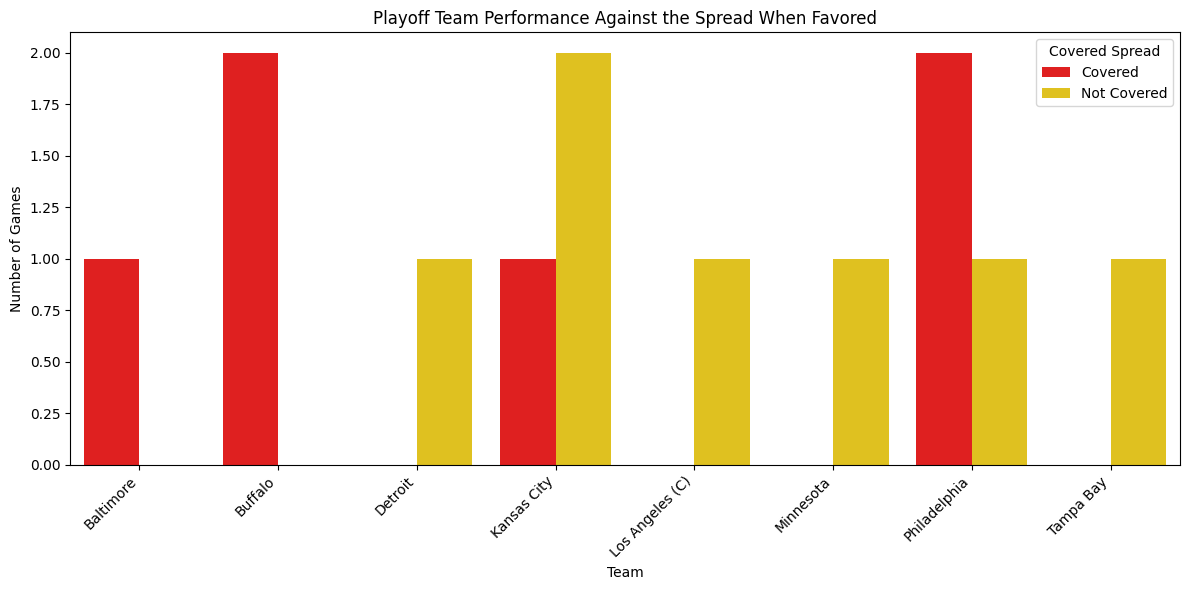 Playoff Team Performance Against the Spread When Favored
Covered Spread
Covered
Not Covered
Number of Games
2.00
1.75
1.50
1.25
1.00
0.75
0.50
0.25
0.00
Baltimore
Buffalo
Detroit
Kansas City
Los Angeles (C)
Minnesota
Philadelphia
Tampa Bay
Team